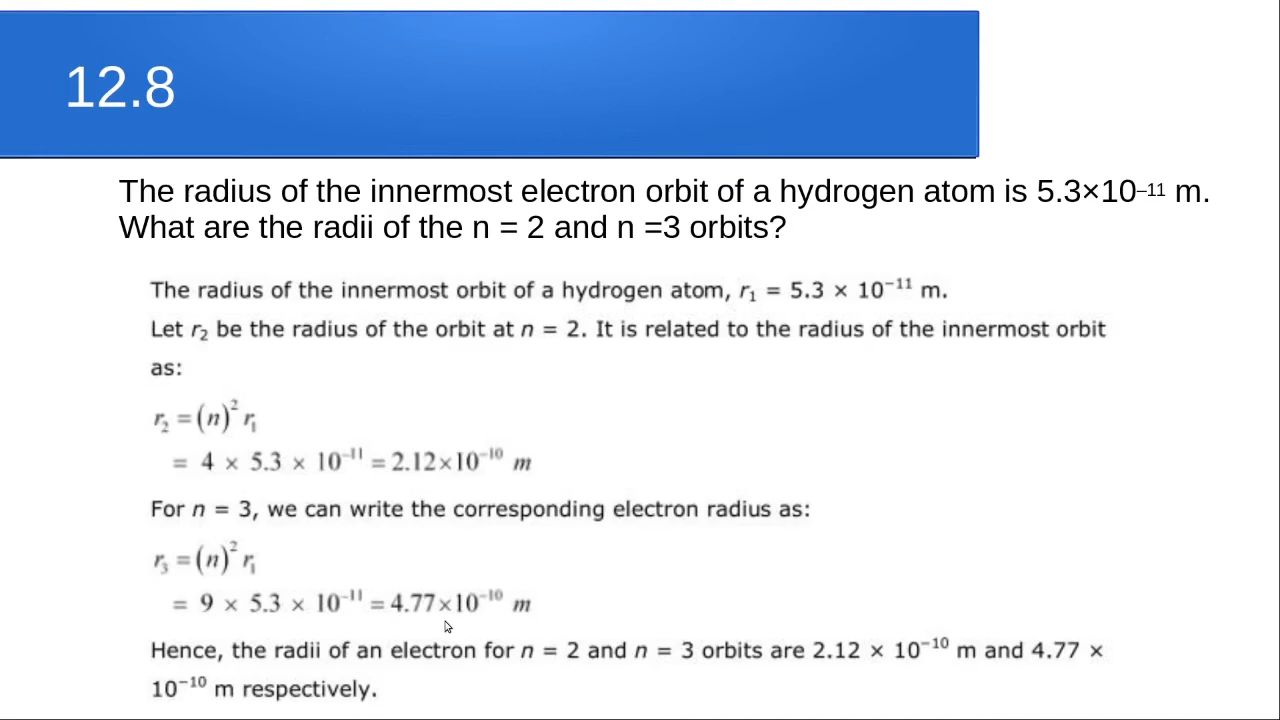 12.8
The radius of the innermost electron orbit of a hydrogen atom is 5.3×10⁻¹¹ m.
What are the radii of the n = 2 and n =3 orbits?
The radius of the innermost orbit of a hydrogen atom, r₁ = 5.3 × 10⁻¹¹ m.
Let r₂ be the radius of the orbit at n = 2. It is related to the radius of the innermost orbit
as:
r₂ = (n)² r₁
= 4 × 5.3 × 10⁻¹¹ = 2.12×10⁻¹⁰ m
For n = 3, we can write the corresponding electron radius as:
r₃ = (n)² r₁
= 9 × 5.3 × 10⁻¹¹ = 4.77×10⁻¹⁰ m
Hence, the radii of an electron for n = 2 and n = 3 orbits are 2.12 × 10⁻¹⁰ m and 4.77 ×
10⁻¹⁰ m respectively.